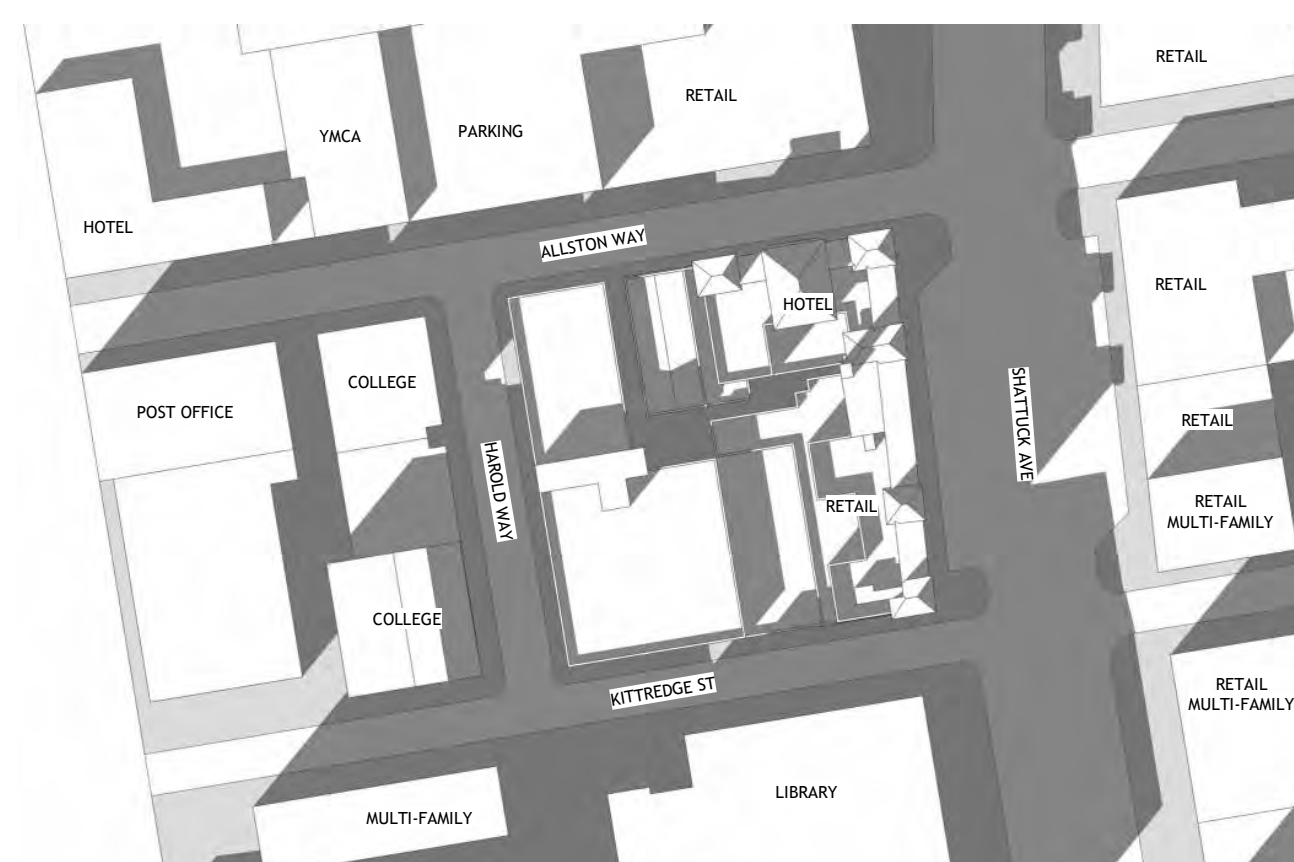 RETAIL
RETAIL
PARKING
YMCA
HOTEL
ALLSTON WAY
HOTEL
RETAIL
SHATTUCK AVE
COLLEGE
POST OFFICE
RETAIL
HAROLD WAY
RETAIL
RETAIL
MULTI-FAMILY
COLLEGE
KITTREDGE ST
RETAIL
MULTI-FAMILY
LIBRARY
MULTI-FAMILY